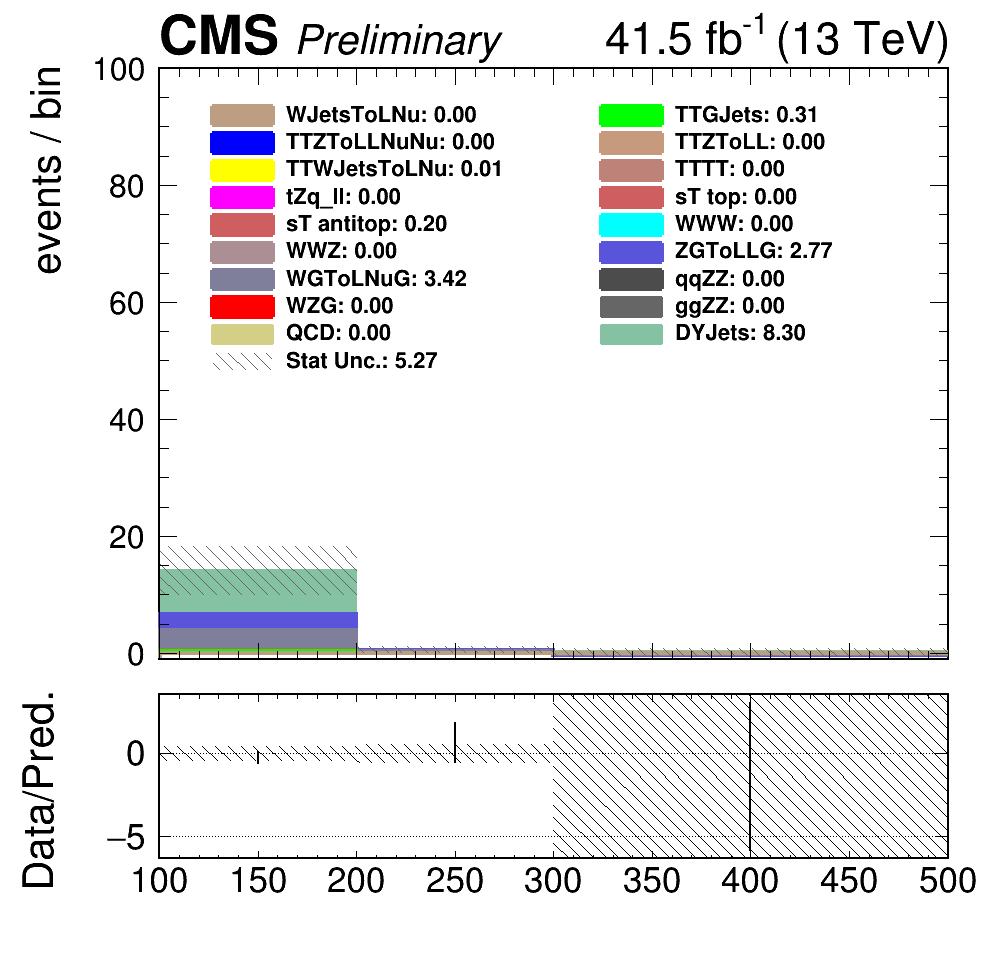 CMS Preliminary 41.5 fb⁻¹ (13 TeV)
events / bin
100
80
60
40
20
0
WJetsToLNu: 0.00 TTGJets: 0.31
TTZToLLNuNu: 0.00 TTZToLL: 0.00
TTWJetsToLNu: 0.01 TTTT: 0.00
tZq_ll: 0.00 sT top: 0.00
sT antitop: 0.20 WWW: 0.00
WWZ: 0.00 ZGToLLG: 2.77
WGToLNuG: 3.42 qqZZ: 0.00
WZG: 0.00 ggZZ: 0.00
QCD: 0.00 DYJets: 8.30
Stat Unc.: 5.27
Data/Pred.
0
−5
100 150 200 250 300 350 400 450 500